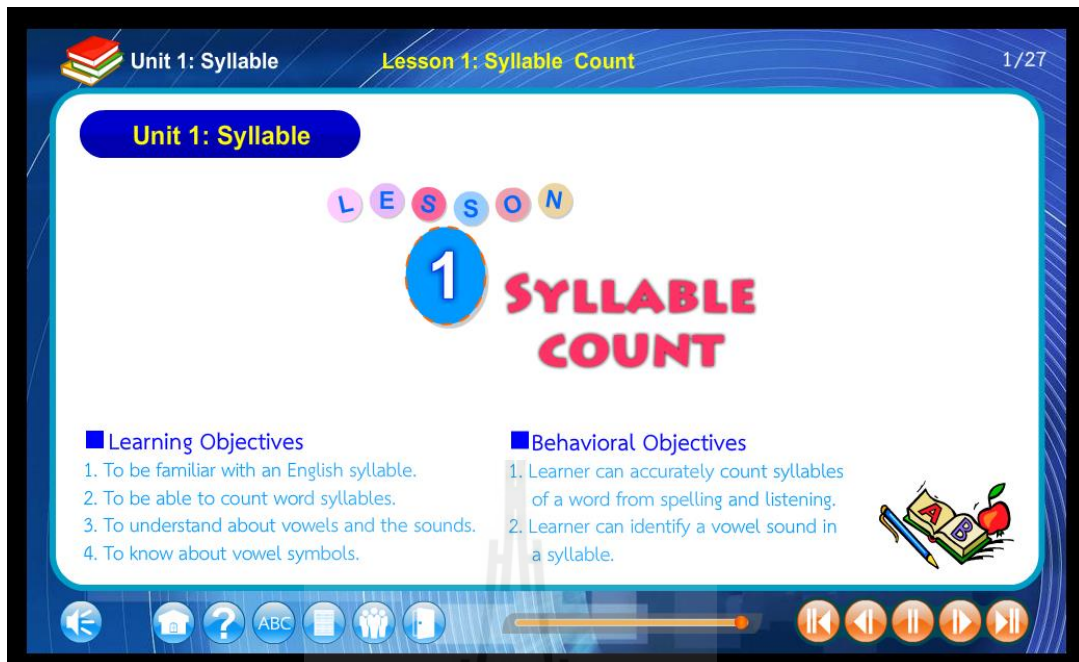 Unit 1: Syllable
Lesson 1: Syllable Count
1/27
Unit 1: Syllable
LESSON
1
SYLLABLE
COUNT
Learning Objectives
1. To be familiar with an English syllable.
2. To be able to count word syllables.
3. To understand about vowels and the sounds.
4. To know about vowel symbols.
Behavioral Objectives
1. Learner can accurately count syllables
of a word from spelling and listening.
2. Learner can identify a vowel sound in
a syllable.
A B
? ABC